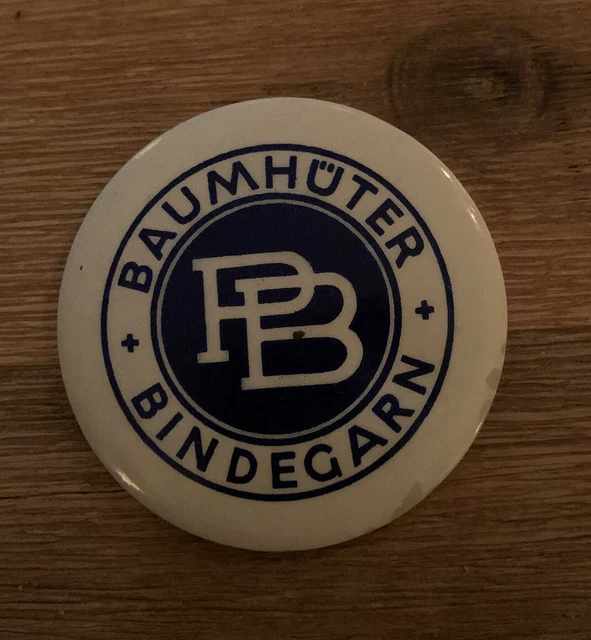 BAUMHÜTER
PB
+ +
BINDEGARN